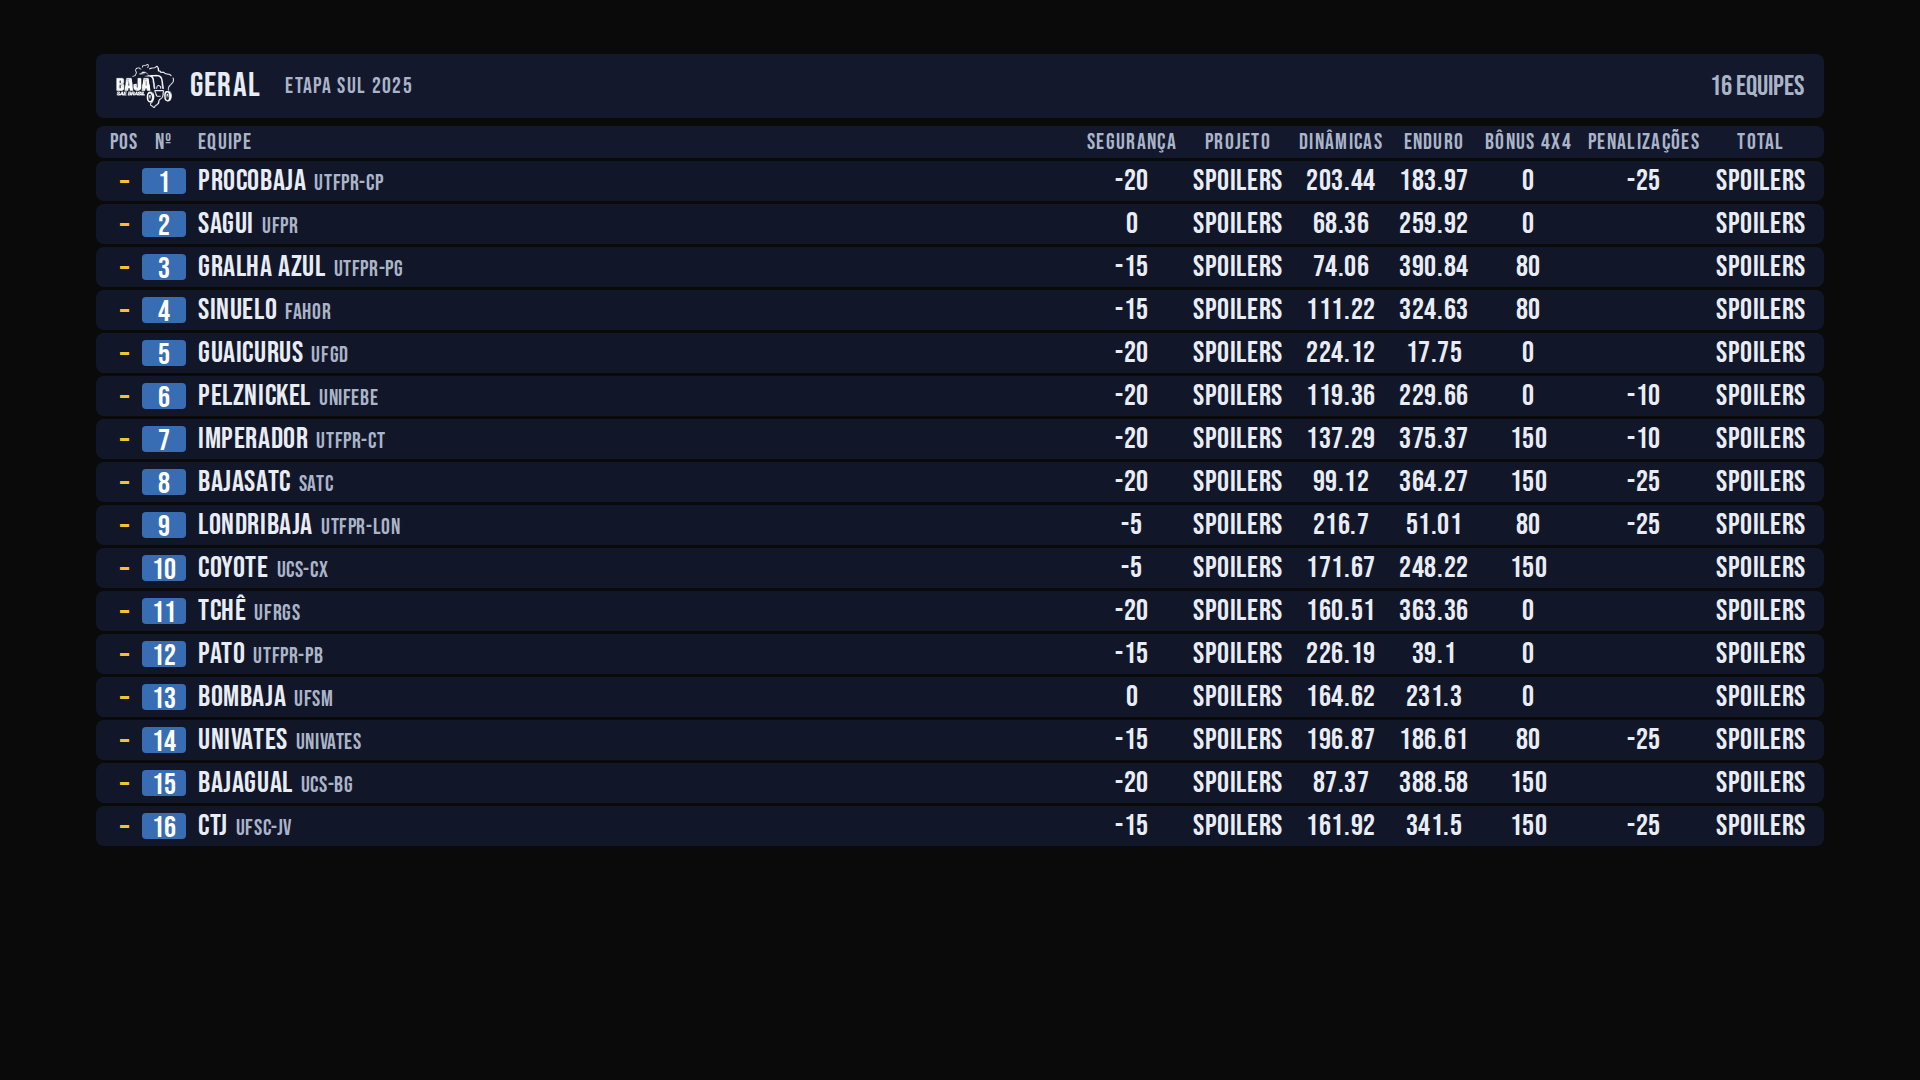 BAJA
SAE BRASIL
GERAL ETAPA SUL 2025 16 EQUIPES
POS Nº EQUIPE SEGURANÇA PROJETO DINÂMICAS ENDURO BÔNUS 4X4 PENALIZAÇÕES TOTAL
– 1 PROCOBAJA UTFPR-CP -20 SPOILERS 203.44 183.97 0 -25 SPOILERS
– 2 SAGUI UFPR 0 SPOILERS 68.36 259.92 0 SPOILERS
– 3 GRALHA AZUL UTFPR-PG -15 SPOILERS 74.06 390.84 80 SPOILERS
– 4 SINUELO FAHOR -15 SPOILERS 111.22 324.63 80 SPOILERS
– 5 GUAICURUS UFGD -20 SPOILERS 224.12 17.75 0 SPOILERS
– 6 PELZNICKEL UNIFEBE -20 SPOILERS 119.36 229.66 0 -10 SPOILERS
– 7 IMPERADOR UTFPR-CT -20 SPOILERS 137.29 375.37 150 -10 SPOILERS
– 8 BAJASATC SATC -20 SPOILERS 99.12 364.27 150 -25 SPOILERS
– 9 LONDRIBAJA UTFPR-LON -5 SPOILERS 216.7 51.01 80 -25 SPOILERS
– 10 COYOTE UCS-CX -5 SPOILERS 171.67 248.22 150 SPOILERS
– 11 TCHÊ UFRGS -20 SPOILERS 160.51 363.36 0 SPOILERS
– 12 PATO UTFPR-PB -15 SPOILERS 226.19 39.1 0 SPOILERS
– 13 BOMBAJA UFSM 0 SPOILERS 164.62 231.3 0 SPOILERS
– 14 UNIVATES UNIVATES -15 SPOILERS 196.87 186.61 80 -25 SPOILERS
– 15 BAJAGUAL UCS-BG -20 SPOILERS 87.37 388.58 150 SPOILERS
– 16 CTJ UFSC-JV -15 SPOILERS 161.92 341.5 150 -25 SPOILERS